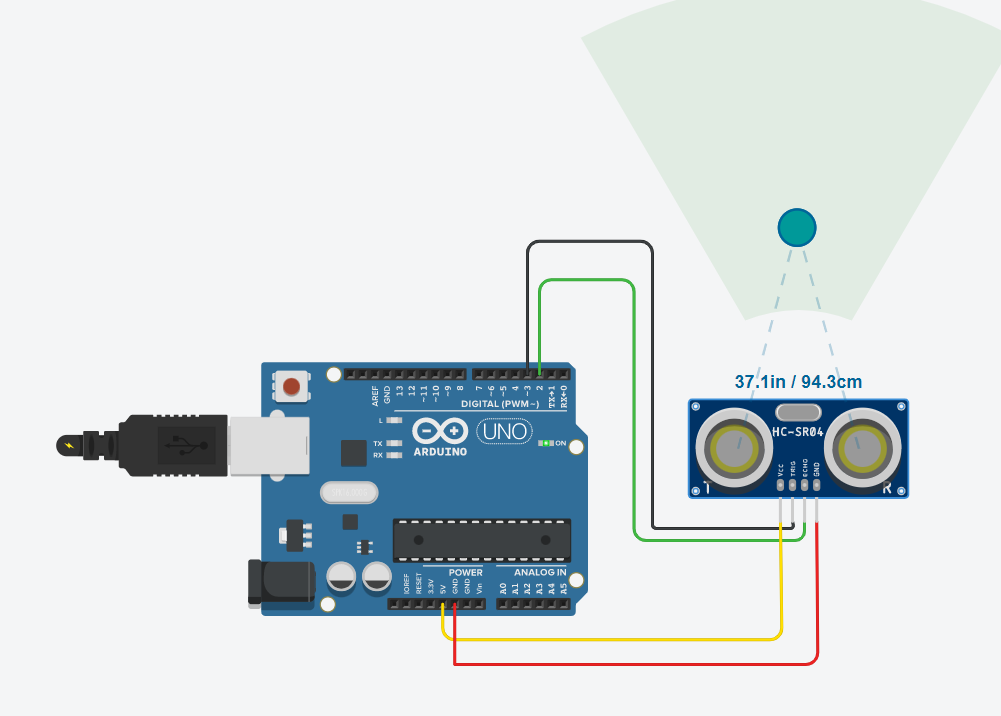 37.1in / 94.3cm
HC-SR04
VCC
TRIG
ECHO
GND
T
R
AREF
GND
13
12
~11
~10
~9
8
7
~6
~5
4
~3
2
TX→1
RX←0
DIGITAL (PWM~)
L
TX
RX
UNO
ON
ARDUINO
POWER
ANALOG IN
IOREF
RESET
3.3V
5V
GND
GND
Vin
A0
A1
A2
A3
A4
A5